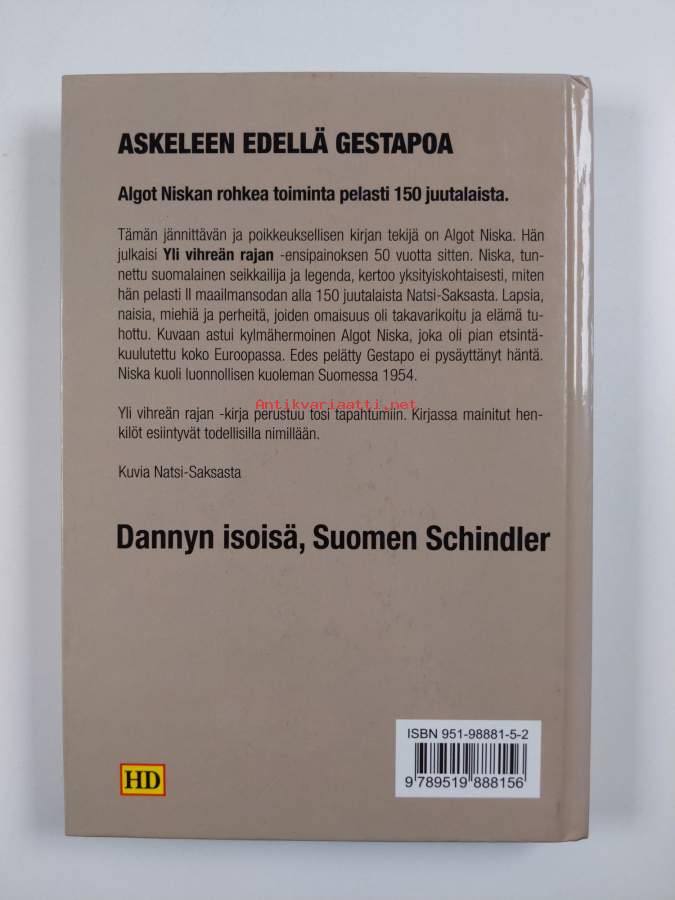 ASKELEEN EDELLÄ GESTAPOA
Algot Niskan rohkea toiminta pelasti 150 juutalaista.
Tämän jännittävän ja poikkeuksellisen kirjan tekijä on Algot Niska. Hän
julkaisi Yli vihreän rajan -ensipainoksen 50 vuotta sitten. Niska, tun-
nettu suomalainen seikkailija ja legenda, kertoo yksityiskohtaisesti, miten
hän pelasti II maailmansodan alla 150 juutalaista Natsi-Saksasta. Lapsia,
naisia, miehiä ja perheitä, joiden omaisuus oli takavarikoitu ja elämä tu-
hottu. Kuvaan astui kylmähermoinen Algot Niska, joka oli pian etsintä-
kuulutettu koko Euroopassa. Edes pelätty Gestapo ei pysäyttänyt häntä.
Niska kuoli luonnollisen kuoleman Suomessa 1954.
Antikvariaatti.net
Yli vihreän rajan -kirja perustuu tosi tapahtumiin. Kirjassa mainitut hen-
kilöt esiintyvät todellisilla nimillään.
Kuvia Natsi-Saksasta
Dannyn isoisä, Suomen Schindler
ISBN 951-98881-5-2
9 789519 888156
HD